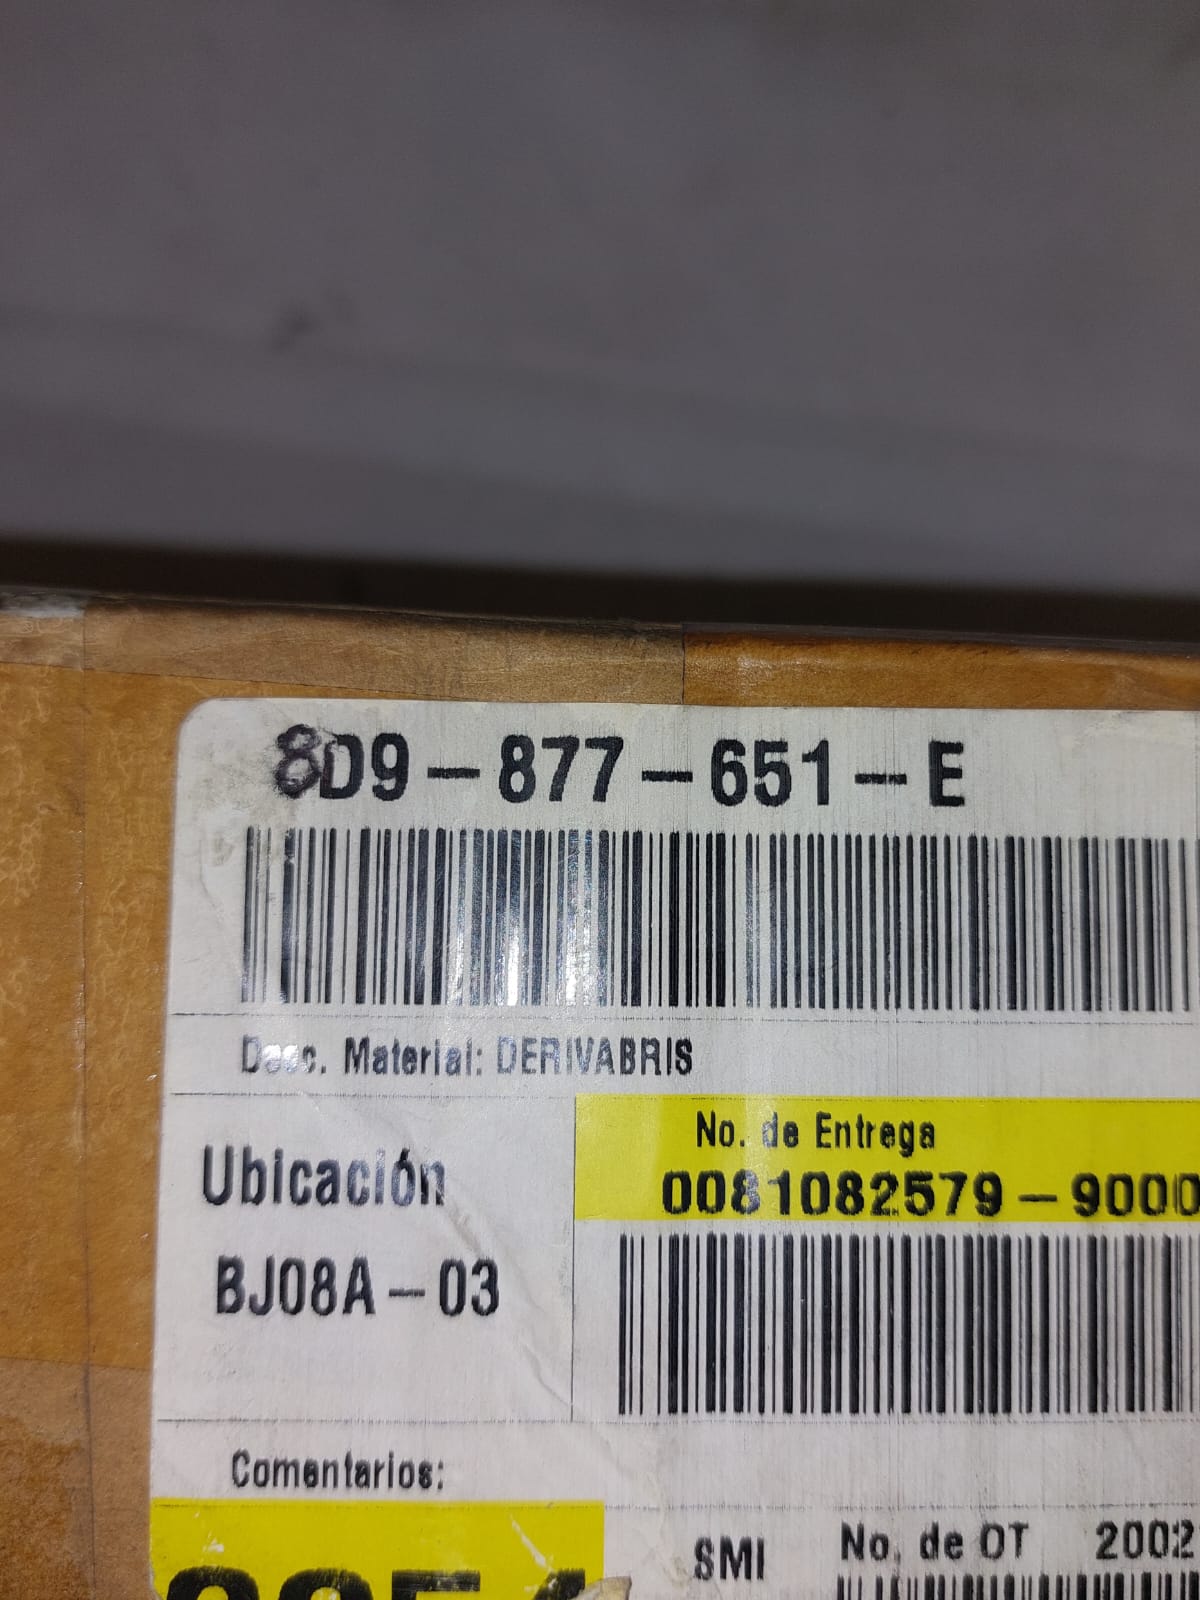 8D9-877-651-E
Desc. Material: DERIVABRIS
No. de Entrega
0081082579-9000
Ubicación
BJ08A-03
Comentarios:
SMI No. de OT 2002